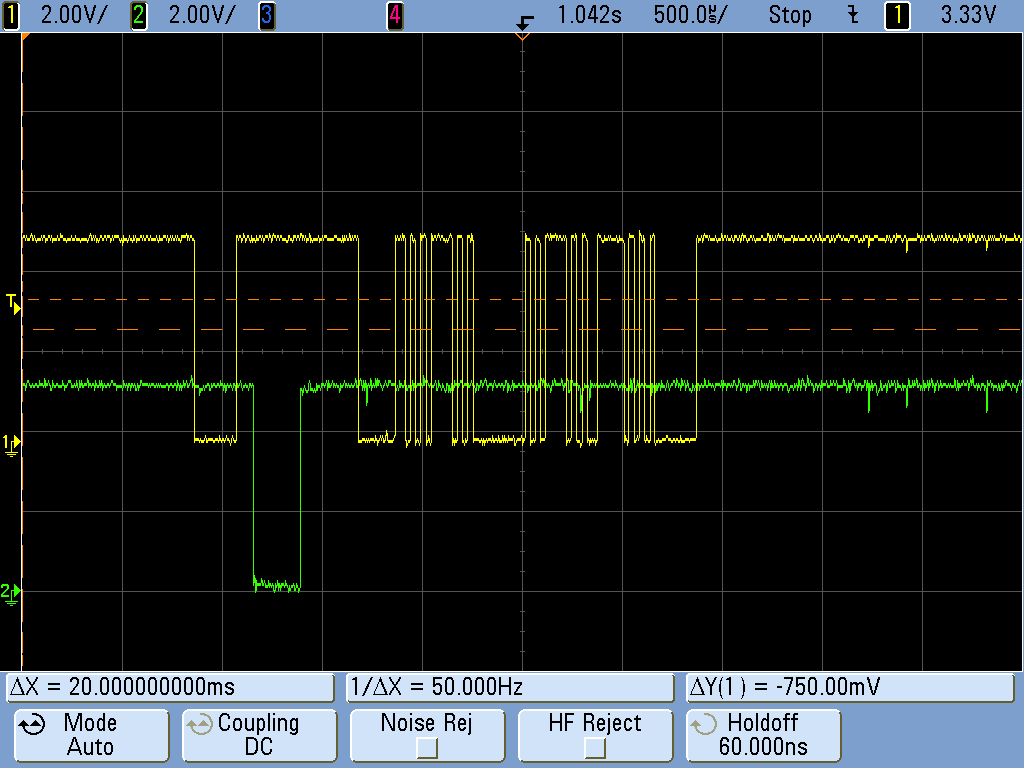 1 2.00V/ 2 2.00V/ 3 4 1.042s 500.0㎲/ Stop 1 3.33V
T
1
2
ΔX = 20.000000000ms 1/ΔX = 50.000Hz ΔY(1) = -750.00mV
Mode Coupling Noise Rej HF Reject Holdoff
Auto DC 60.000ns